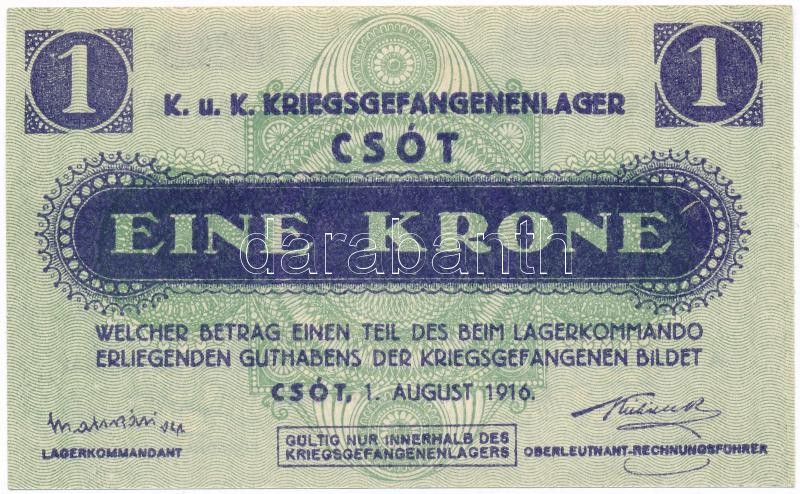 1 1
K. u. K. KRIEGSGEFANGENENLAGER
CSÓT
EINE KRONE
darabanth
WELCHER BETRAG EINEN TEIL DES BEIM LAGERKOMMANDO
ERLIEGENDEN GUTHABENS DER KRIEGSGEFANGENEN BILDET
CSÓT, 1. AUGUST 1916.
LAGERKOMMANDANT
GÜLTIG NUR INNERHALB DES
KRIEGSGEFANGENENLAGERS
OBERLEUTNANT-RECHNUNGSFÜHRER